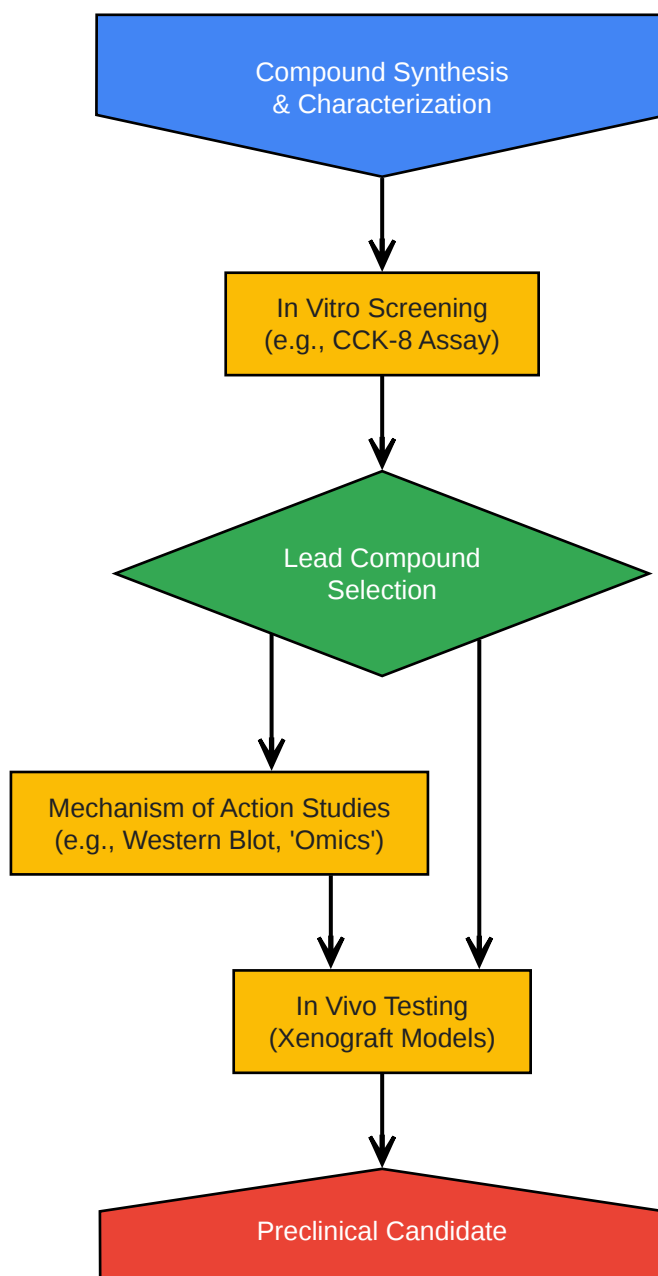 Compound Synthesis
& Characterization
In Vitro Screening
(e.g., CCK-8 Assay)
Lead Compound
Selection
Mechanism of Action Studies
(e.g., Western Blot, 'Omics')
In Vivo Testing
(Xenograft Models)
Preclinical Candidate